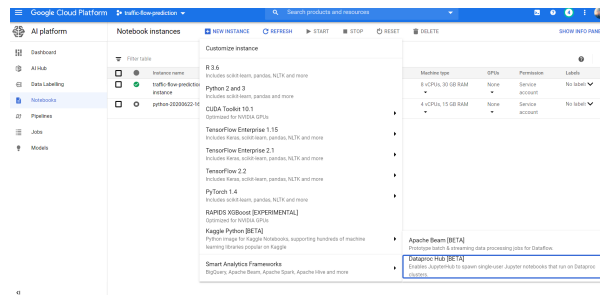 Google Cloud Platform
traffic-flow-prediction
Search products and resources
4
AI platform
Notebook instances
NEW INSTANCE
REFRESH
START
STOP
RESET
DELETE
SHOW INFO PANE
Dashboard
AI Hub
Data Labelling
Notebooks
Pipelines
Jobs
Models
Filter table
Instance name
Machine type
GPUs
Permission
Labels
traffic-flow-predictio
instance
8 vCPUs, 30 GB RAM
None
Service
account
No labels
python-20200622-16
4 vCPUs, 15 GB RAM
None
Service
account
No labels
Customize instance
R 3.6
Includes scikit-learn, pandas, NLTK and more
Python 2 and 3
Includes scikit-learn, pandas and more
CUDA Toolkit 10.1
Optimized for NVIDIA GPUs
TensorFlow Enterprise 1.15
Includes Keras, scikit-learn, pandas, NLTK and more
TensorFlow Enterprise 2.1
Includes Keras, scikit-learn, pandas, NLTK and more
TensorFlow 2.2
Includes Keras, scikit-learn, pandas, NLTK and more
PyTorch 1.4
Includes scikit-learn, pandas, NLTK and more
RAPIDS XGBoost [EXPERIMENTAL]
Optimized for NVIDIA GPUs
Kaggle Python [BETA]
Python image for Kaggle Notebooks, supporting hundreds of machine
learning libraries popular on Kaggle
Smart Analytics Frameworks
BigQuery, Apache Beam, Apache Spark, Apache Hive and more
Apache Beam [BETA]
Prototype batch & streaming data processing jobs for Dataflow.
Dataproc Hub [BETA]
Enables JupyterHub to spawn single-user Jupyter notebooks that run on Dataproc
clusters.